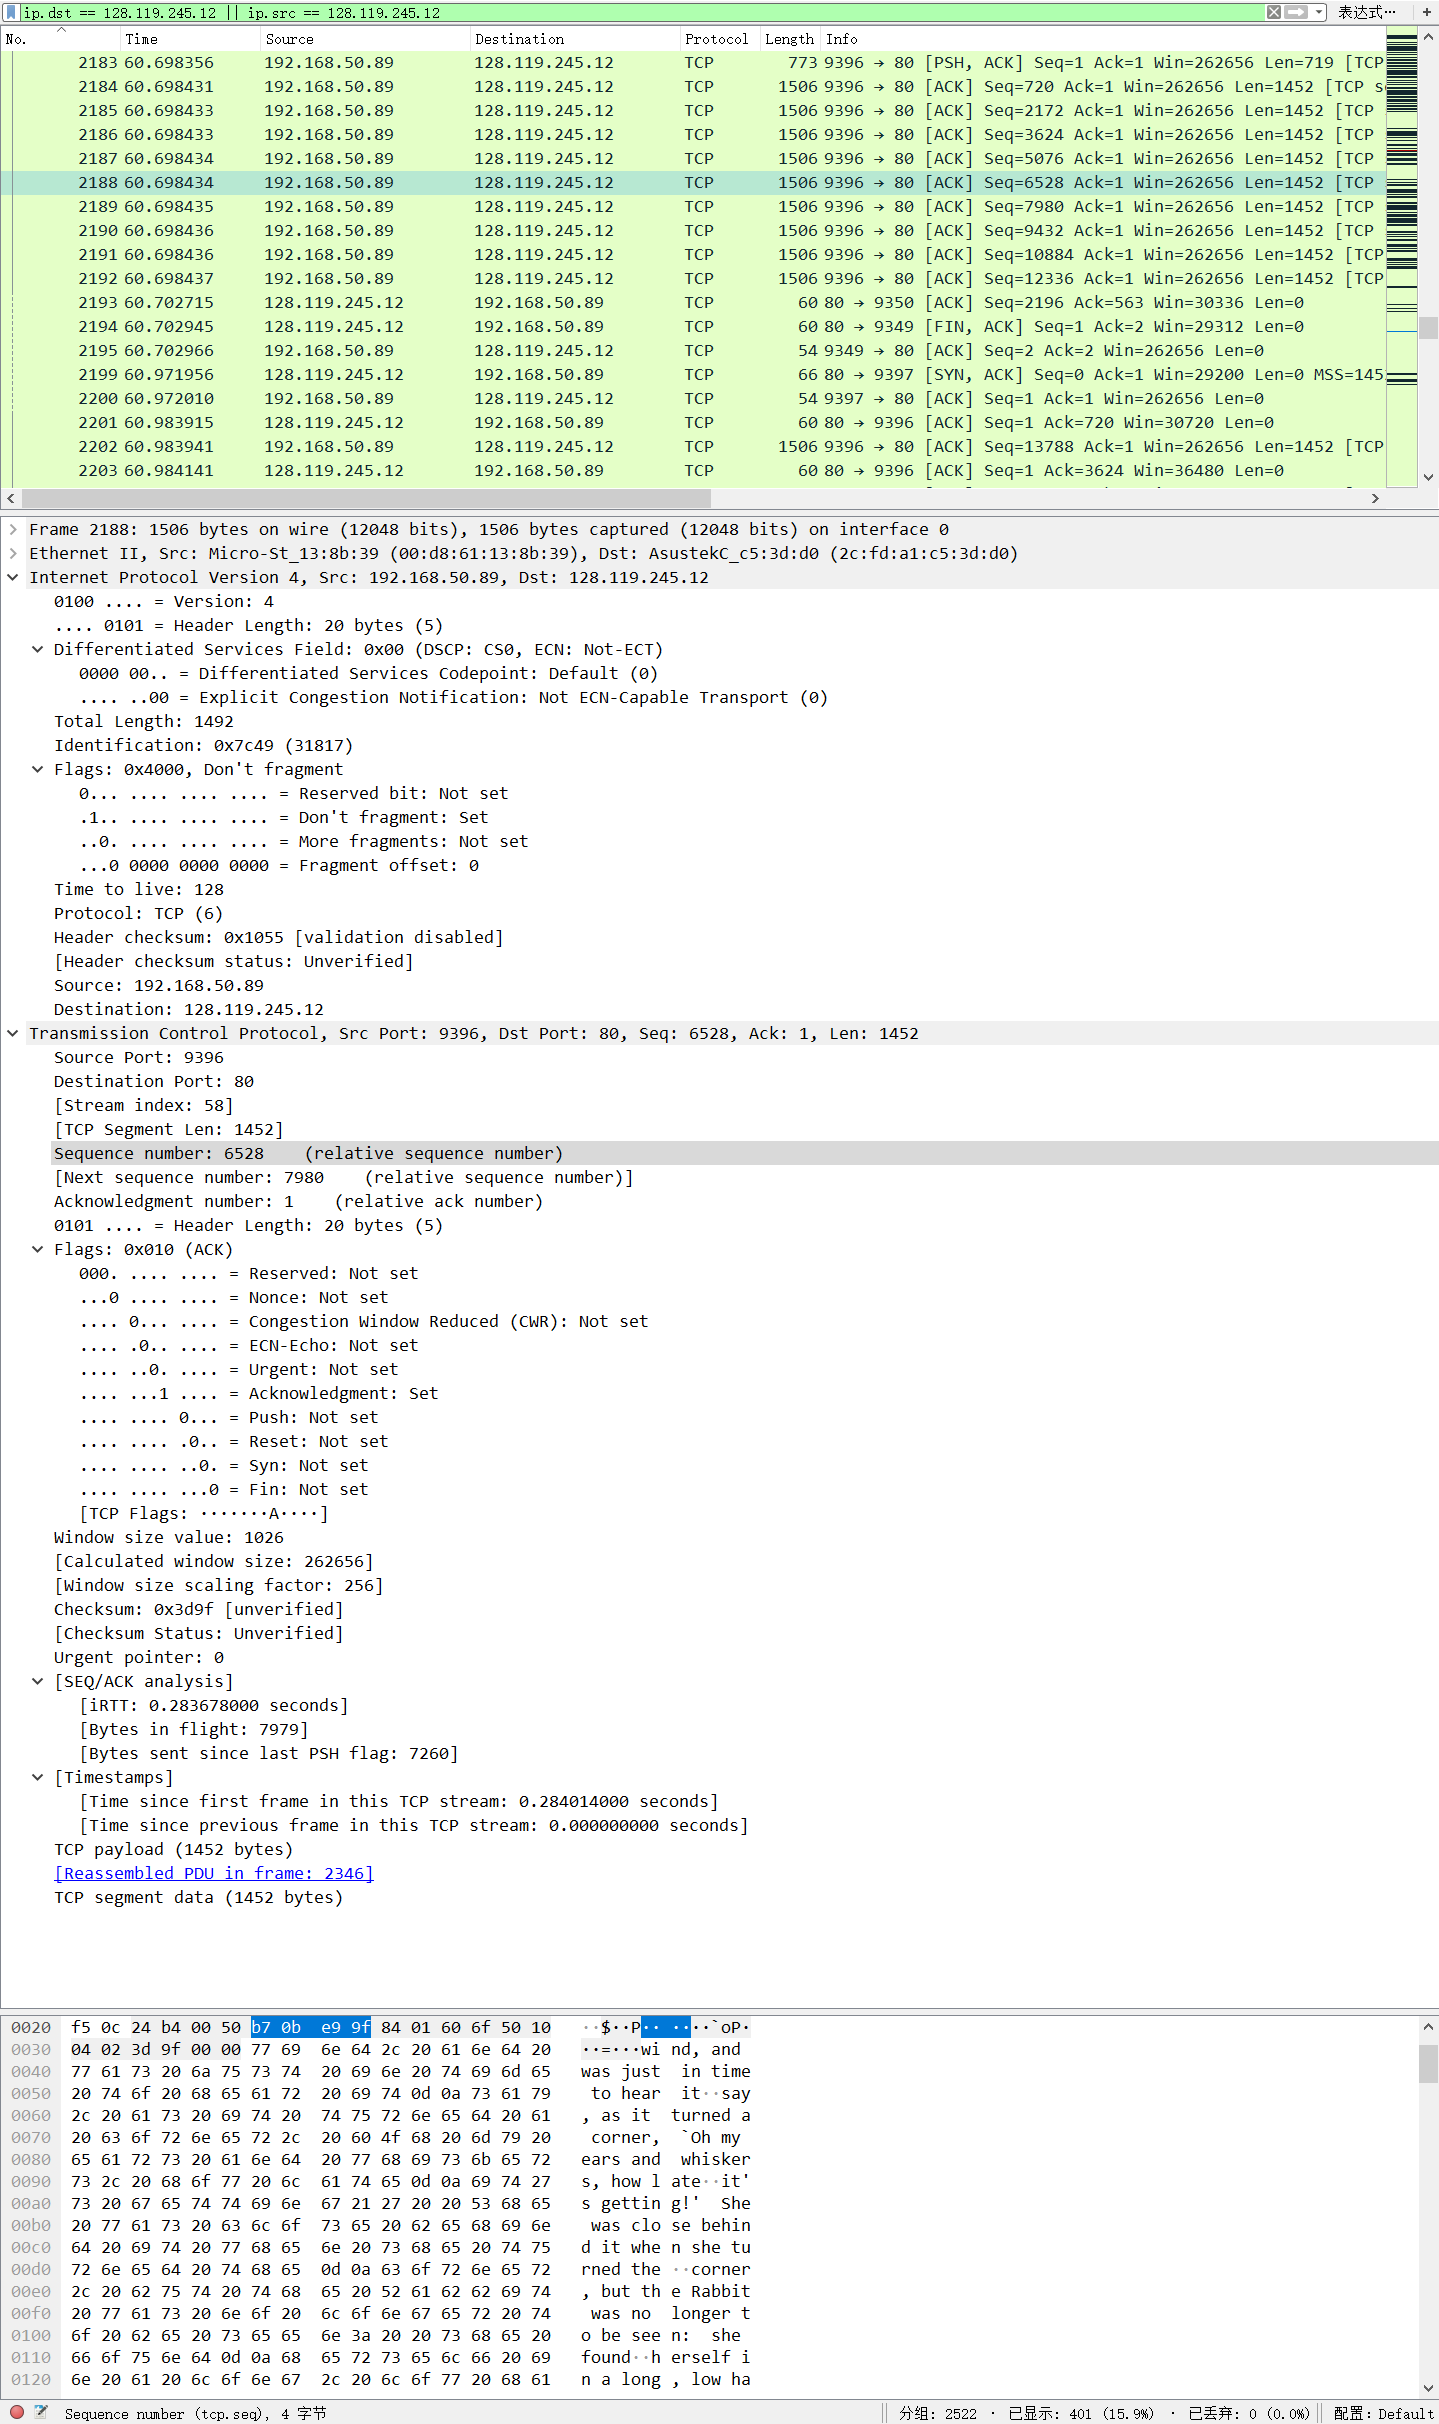 ip.dst == 128.119.245.12 || ip.src == 128.119.245.12 表达式… +
No. Time Source Destination Protocol Length Info
2183 60.698356 192.168.50.89 128.119.245.12 TCP 773 9396 → 80 [PSH, ACK] Seq=1 Ack=1 Win=262656 Len=719 [TCP
2184 60.698431 192.168.50.89 128.119.245.12 TCP 1506 9396 → 80 [ACK] Seq=720 Ack=1 Win=262656 Len=1452 [TCP s
2185 60.698433 192.168.50.89 128.119.245.12 TCP 1506 9396 → 80 [ACK] Seq=2172 Ack=1 Win=262656 Len=1452 [TCP
2186 60.698433 192.168.50.89 128.119.245.12 TCP 1506 9396 → 80 [ACK] Seq=3624 Ack=1 Win=262656 Len=1452 [TCP
2187 60.698434 192.168.50.89 128.119.245.12 TCP 1506 9396 → 80 [ACK] Seq=5076 Ack=1 Win=262656 Len=1452 [TCP
2188 60.698434 192.168.50.89 128.119.245.12 TCP 1506 9396 → 80 [ACK] Seq=6528 Ack=1 Win=262656 Len=1452 [TCP
2189 60.698435 192.168.50.89 128.119.245.12 TCP 1506 9396 → 80 [ACK] Seq=7980 Ack=1 Win=262656 Len=1452 [TCP
2190 60.698436 192.168.50.89 128.119.245.12 TCP 1506 9396 → 80 [ACK] Seq=9432 Ack=1 Win=262656 Len=1452 [TCP
2191 60.698436 192.168.50.89 128.119.245.12 TCP 1506 9396 → 80 [ACK] Seq=10884 Ack=1 Win=262656 Len=1452 [TCP
2192 60.698437 192.168.50.89 128.119.245.12 TCP 1506 9396 → 80 [ACK] Seq=12336 Ack=1 Win=262656 Len=1452 [TCP
2193 60.702715 128.119.245.12 192.168.50.89 TCP 60 80 → 9350 [ACK] Seq=2196 Ack=563 Win=30336 Len=0
2194 60.702945 128.119.245.12 192.168.50.89 TCP 60 80 → 9349 [FIN, ACK] Seq=1 Ack=2 Win=29312 Len=0
2195 60.702966 192.168.50.89 128.119.245.12 TCP 54 9349 → 80 [ACK] Seq=2 Ack=2 Win=262656 Len=0
2199 60.971956 128.119.245.12 192.168.50.89 TCP 66 80 → 9397 [SYN, ACK] Seq=0 Ack=1 Win=29200 Len=0 MSS=145
2200 60.972010 192.168.50.89 128.119.245.12 TCP 54 9397 → 80 [ACK] Seq=1 Ack=1 Win=262656 Len=0
2201 60.983915 128.119.245.12 192.168.50.89 TCP 60 80 → 9396 [ACK] Seq=1 Ack=720 Win=30720 Len=0
2202 60.983941 192.168.50.89 128.119.245.12 TCP 1506 9396 → 80 [ACK] Seq=13788 Ack=1 Win=262656 Len=1452 [TCP
2203 60.984141 128.119.245.12 192.168.50.89 TCP 60 80 → 9396 [ACK] Seq=1 Ack=3624 Win=36480 Len=0
Frame 2188: 1506 bytes on wire (12048 bits), 1506 bytes captured (12048 bits) on interface 0
Ethernet II, Src: Micro-St_13:8b:39 (00:d8:61:13:8b:39), Dst: AsustekC_c5:3d:d0 (2c:fd:a1:c5:3d:d0)
Internet Protocol Version 4, Src: 192.168.50.89, Dst: 128.119.245.12
0100 .... = Version: 4
.... 0101 = Header Length: 20 bytes (5)
Differentiated Services Field: 0x00 (DSCP: CS0, ECN: Not-ECT)
0000 00.. = Differentiated Services Codepoint: Default (0)
.... ..00 = Explicit Congestion Notification: Not ECN-Capable Transport (0)
Total Length: 1492
Identification: 0x7c49 (31817)
Flags: 0x4000, Don't fragment
0... .... .... .... = Reserved bit: Not set
.1.. .... .... .... = Don't fragment: Set
..0. .... .... .... = More fragments: Not set
...0 0000 0000 0000 = Fragment offset: 0
Time to live: 128
Protocol: TCP (6)
Header checksum: 0x1055 [validation disabled]
[Header checksum status: Unverified]
Source: 192.168.50.89
Destination: 128.119.245.12
Transmission Control Protocol, Src Port: 9396, Dst Port: 80, Seq: 6528, Ack: 1, Len: 1452
Source Port: 9396
Destination Port: 80
[Stream index: 58]
[TCP Segment Len: 1452]
Sequence number: 6528 (relative sequence number)
[Next sequence number: 7980 (relative sequence number)]
Acknowledgment number: 1 (relative ack number)
0101 .... = Header Length: 20 bytes (5)
Flags: 0x010 (ACK)
000. .... .... = Reserved: Not set
...0 .... .... = Nonce: Not set
.... 0... .... = Congestion Window Reduced (CWR): Not set
.... .0.. .... = ECN-Echo: Not set
.... ..0. .... = Urgent: Not set
.... ...1 .... = Acknowledgment: Set
.... .... 0... = Push: Not set
.... .... .0.. = Reset: Not set
.... .... ..0. = Syn: Not set
.... .... ...0 = Fin: Not set
[TCP Flags: ·······A····]
Window size value: 1026
[Calculated window size: 262656]
[Window size scaling factor: 256]
Checksum: 0x3d9f [unverified]
[Checksum Status: Unverified]
Urgent pointer: 0
[SEQ/ACK analysis]
[iRTT: 0.283678000 seconds]
[Bytes in flight: 7979]
[Bytes sent since last PSH flag: 7260]
[Timestamps]
[Time since first frame in this TCP stream: 0.284014000 seconds]
[Time since previous frame in this TCP stream: 0.000000000 seconds]
TCP payload (1452 bytes)
[Reassembled PDU in frame: 2346]
TCP segment data (1452 bytes)
0020 f5 0c 24 b4 00 50 b7 0b e9 9f 84 01 60 6f 50 10 ··$··P·· ····`oP·
0030 04 02 3d 9f 00 00 77 69 6e 64 2c 20 61 6e 64 20 ··=···wi nd, and
0040 77 61 73 20 6a 75 73 74 20 69 6e 20 74 69 6d 65 was just in time
0050 20 74 6f 20 68 65 61 72 20 69 74 0d 0a 73 61 79 to hear it··say
0060 2c 20 61 73 20 69 74 20 74 75 72 6e 65 64 20 61 , as it turned a
0070 20 63 6f 72 6e 65 72 2c 20 60 4f 68 20 6d 79 20 corner, `Oh my
0080 65 61 72 73 20 61 6e 64 20 77 68 69 73 6b 65 72 ears and whisker
0090 73 2c 20 68 6f 77 20 6c 61 74 65 0d 0a 69 74 27 s, how l ate··it'
00a0 73 20 67 65 74 74 69 6e 67 21 27 20 20 53 68 65 s gettin g!' She
00b0 20 77 61 73 20 63 6c 6f 73 65 20 62 65 68 69 6e was clo se behin
00c0 64 20 69 74 20 77 68 65 6e 20 73 68 65 20 74 75 d it whe n she tu
00d0 72 6e 65 64 20 74 68 65 0d 0a 63 6f 72 6e 65 72 rned the ··corner
00e0 2c 20 62 75 74 20 74 68 65 20 52 61 62 62 69 74 , but th e Rabbit
00f0 20 77 61 73 20 6e 6f 20 6c 6f 6e 67 65 72 20 74 was no longer t
0100 6f 20 62 65 20 73 65 65 6e 3a 20 20 73 68 65 20 o be see n: she
0110 66 6f 75 6e 64 0d 0a 68 65 72 73 65 6c 66 20 69 found··h erself i
0120 6e 20 61 20 6c 6f 6e 67 2c 20 6c 6f 77 20 68 61 n a long , low ha
Sequence number (tcp.seq), 4 字节 分组: 2522 · 已显示: 401 (15.9%) · 已丢弃: 0 (0.0%) 配置: Default